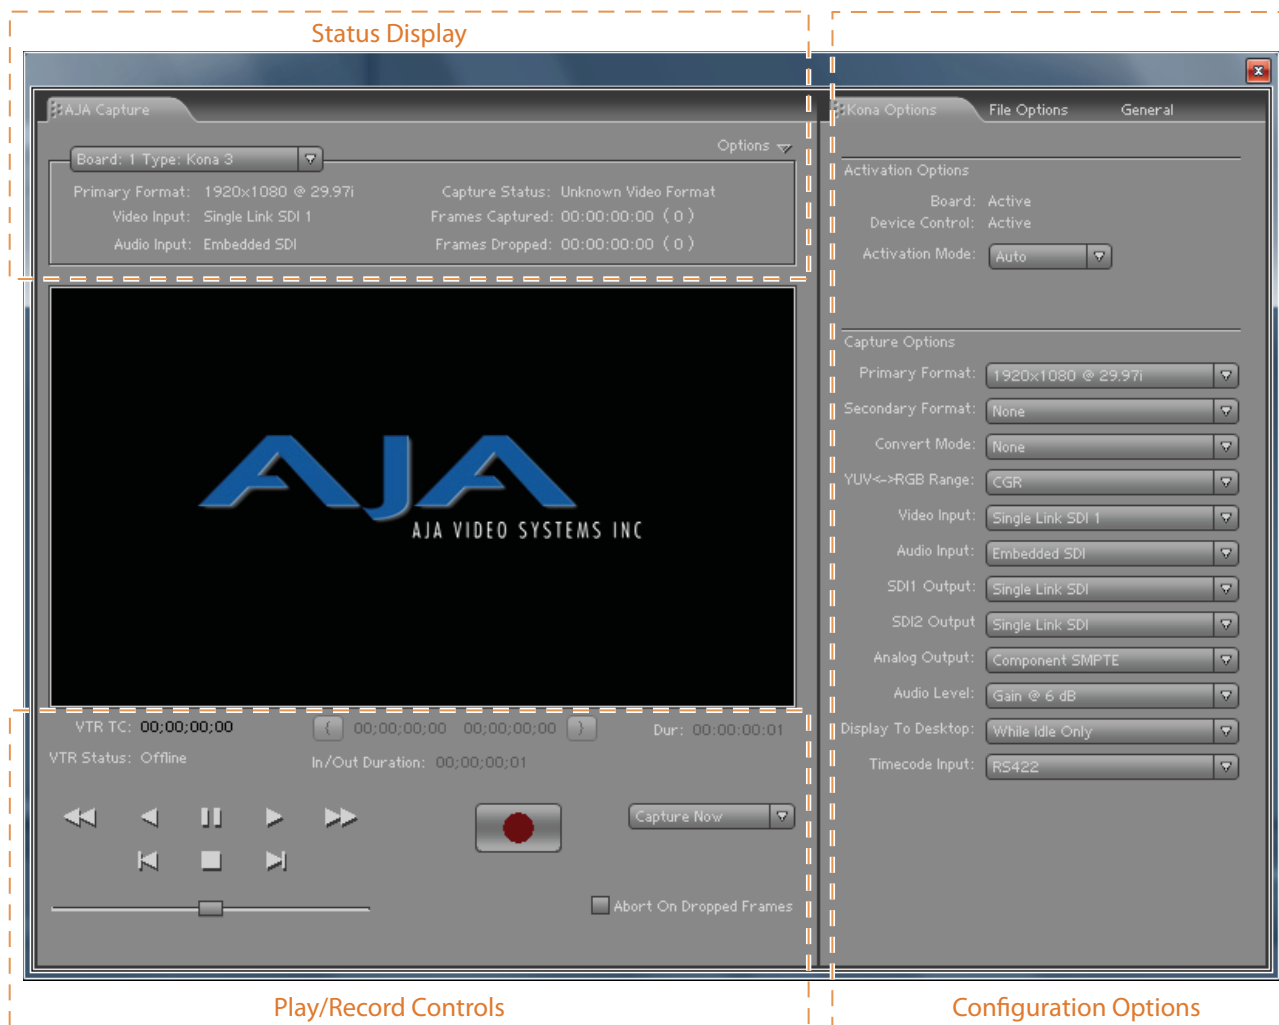 Status Display
x
AJA Capture
Options
Board: 1 Type: Kona 3
Primary Format: 1920x1080 @ 29.97i
Video Input: Single Link SDI 1
Audio Input: Embedded SDI
Capture Status: Unknown Video Format
Frames Captured: 00:00:00:00 ( 0 )
Frames Dropped: 00:00:00:00 ( 0 )
AJA
AJA VIDEO SYSTEMS INC
VTR TC: 00;00;00;00
{ 00;00;00;00 00;00;00;00 }
Dur: 00:00:00:01
VTR Status: Offline
In/Out Duration: 00;00;00;01
Capture Now
Abort On Dropped Frames
Play/Record Controls
Kona Options File Options General
Activation Options
Board: Active
Device Control: Active
Activation Mode: Auto
Capture Options
Primary Format: 1920x1080 @ 29.97i
Secondary Format: None
Convert Mode: None
YUV<->RGB Range: CGR
Video Input: Single Link SDI 1
Audio Input: Embedded SDI
SDI1 Output: Single Link SDI
SDI2 Output Single Link SDI
Analog Output: Component SMPTE
Audio Level: Gain @ 6 dB
Display To Desktop: While Idle Only
Timecode Input: RS422
Configuration Options